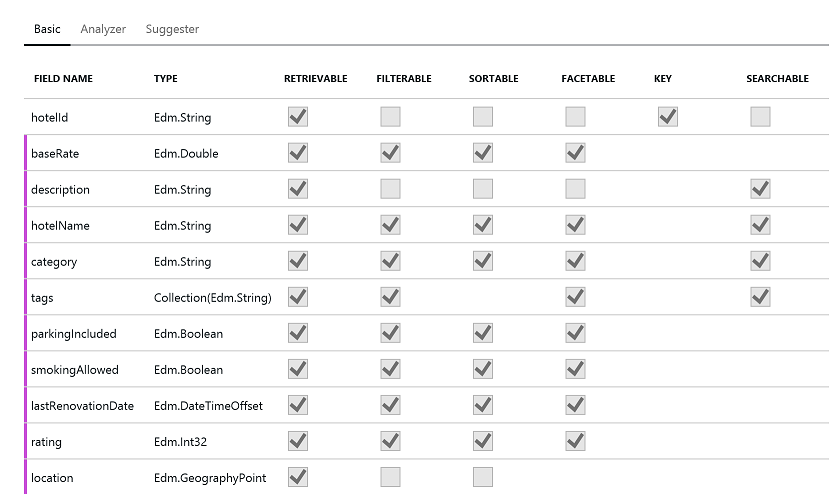 Basic Analyzer Suggester
FIELD NAME TYPE RETRIEVABLE FILTERABLE SORTABLE FACETABLE KEY SEARCHABLE
hotelId Edm.String
baseRate Edm.Double
description Edm.String
hotelName Edm.String
category Edm.String
tags Collection(Edm.String)
parkingIncluded Edm.Boolean
smokingAllowed Edm.Boolean
lastRenovationDate Edm.DateTimeOffset
rating Edm.Int32
location Edm.GeographyPoint